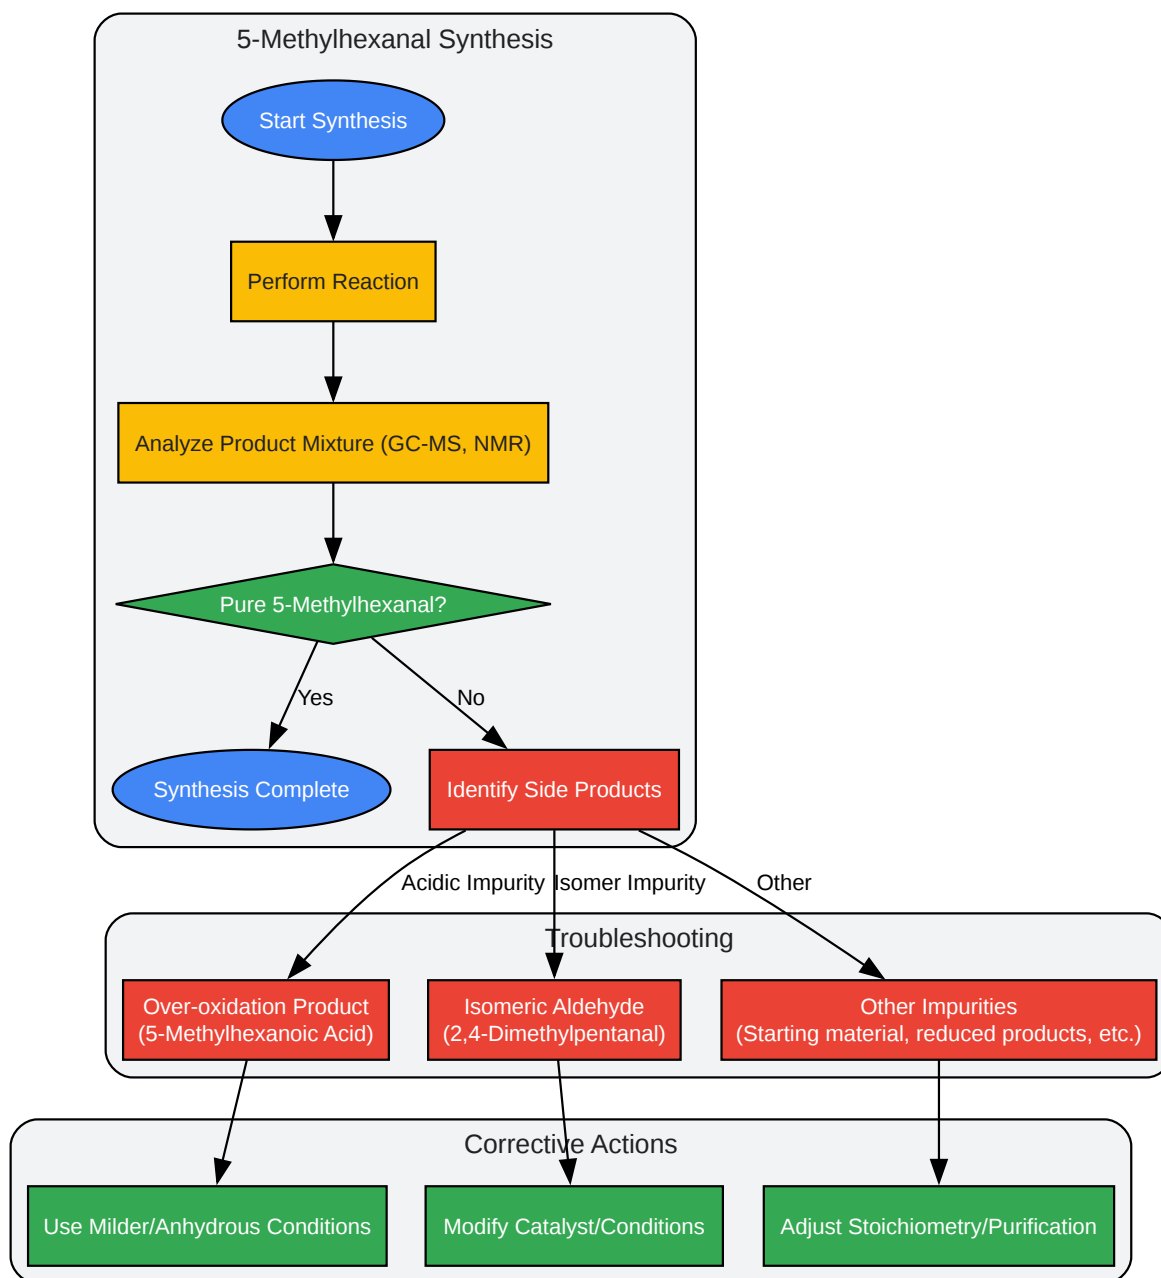 5-Methylhexanal Synthesis
Start Synthesis
Perform Reaction
Analyze Product Mixture (GC-MS, NMR)
Pure 5-Methylhexanal?
Yes
No
Synthesis Complete
Identify Side Products
Acidic Impurity
Isomer Impurity
Other
Troubleshooting
Over-oxidation Product
(5-Methylhexanoic Acid)
Isomeric Aldehyde
(2,4-Dimethylpentanal)
Other Impurities
(Starting material, reduced products, etc.)
Corrective Actions
Use Milder/Anhydrous Conditions
Modify Catalyst/Conditions
Adjust Stoichiometry/Purification